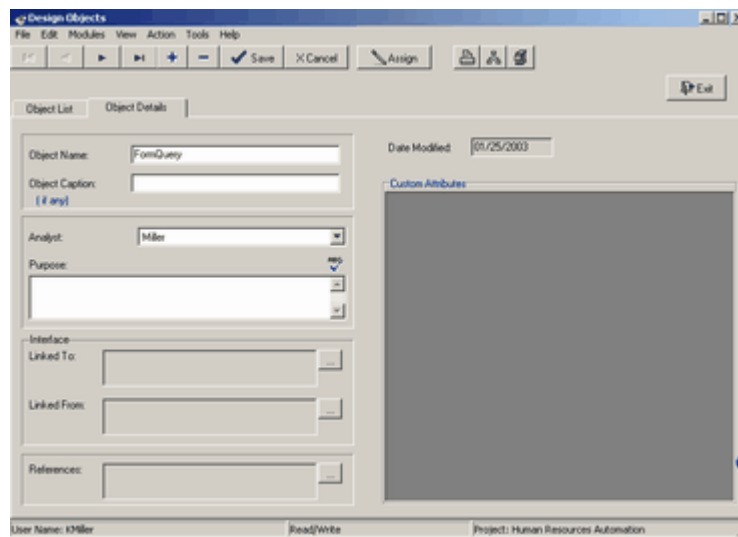 Design Objects
File Edit Modules View Action Tools Help
Save Cancel Assign
Exit
Object List Object Details
Object Name: FormQuery
Date Modified: 01/25/2003
Object Caption:
(if any)
Custom Attributes
Analyst: Miller
Purpose:
Interface
Linked To: ...
Linked From: ...
References: ...
User Name: KMiller Read/Write Project: Human Resources Automation